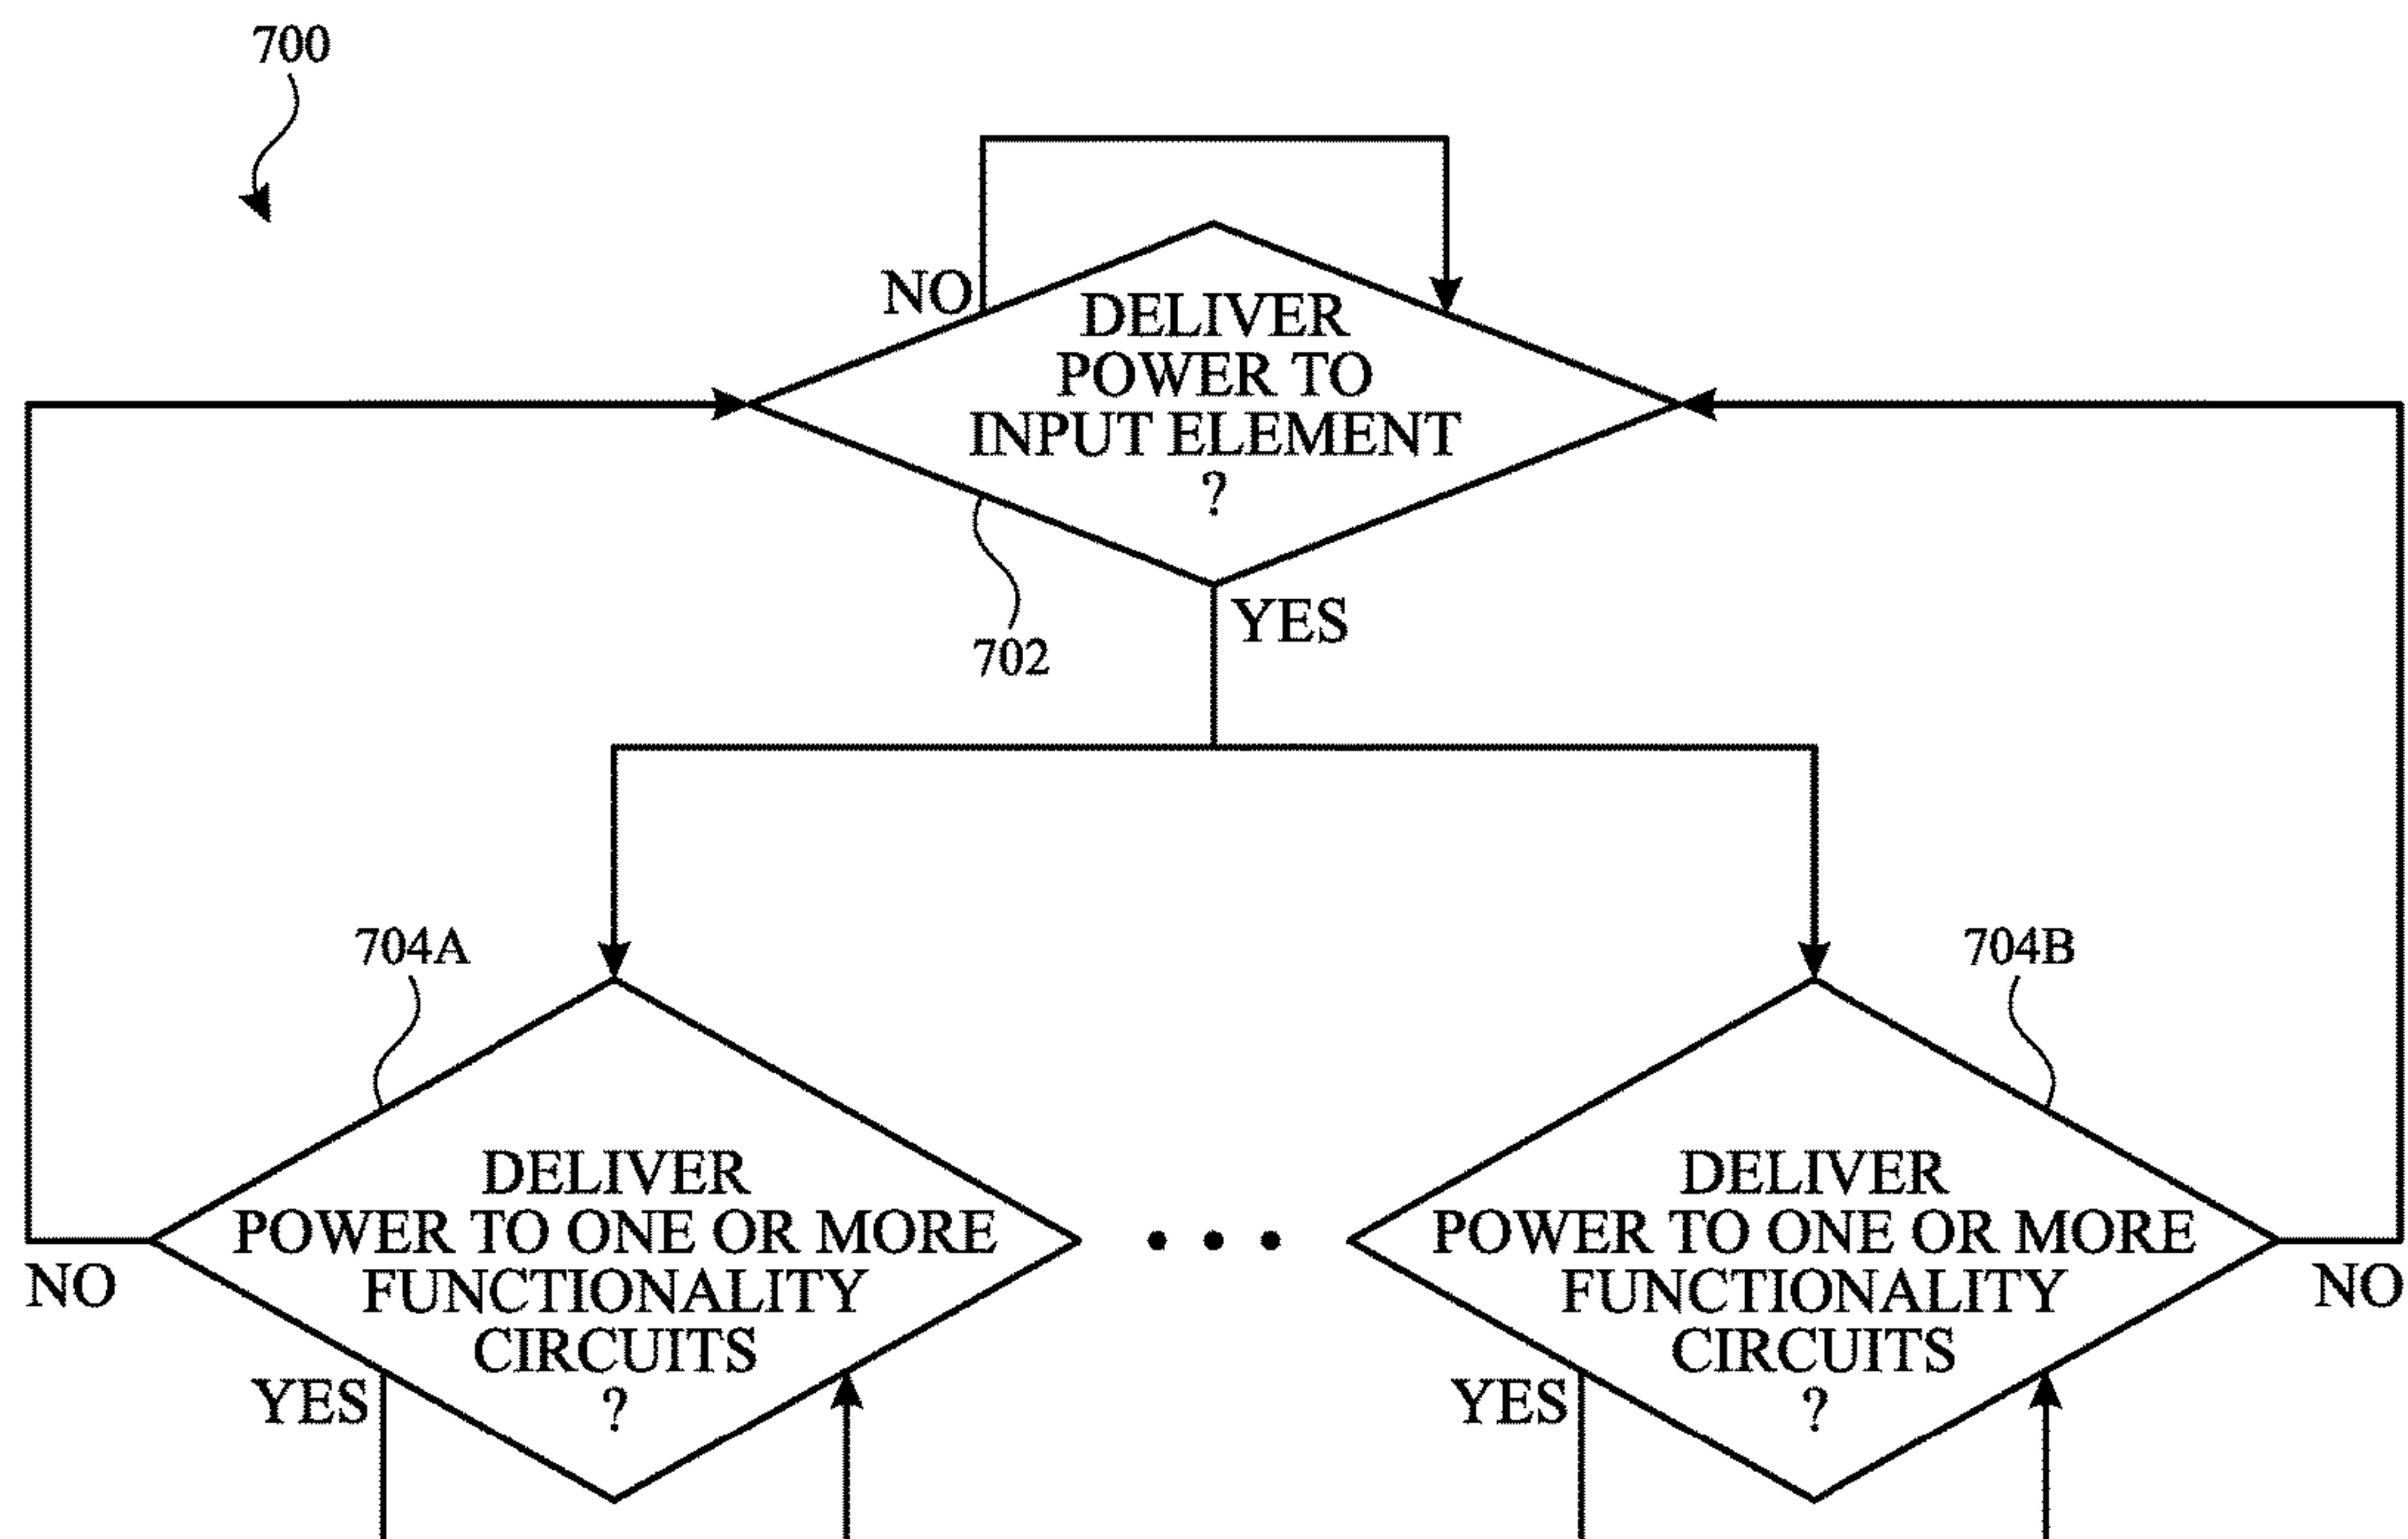 700
NO
DELIVER
POWER TO
INPUT ELEMENT
?
702
YES
704A
704B
DELIVER
POWER TO ONE OR MORE
FUNCTIONALITY
CIRCUITS
?
NO
YES
DELIVER
POWER TO ONE OR MORE
FUNCTIONALITY
CIRCUITS
?
NO
YES